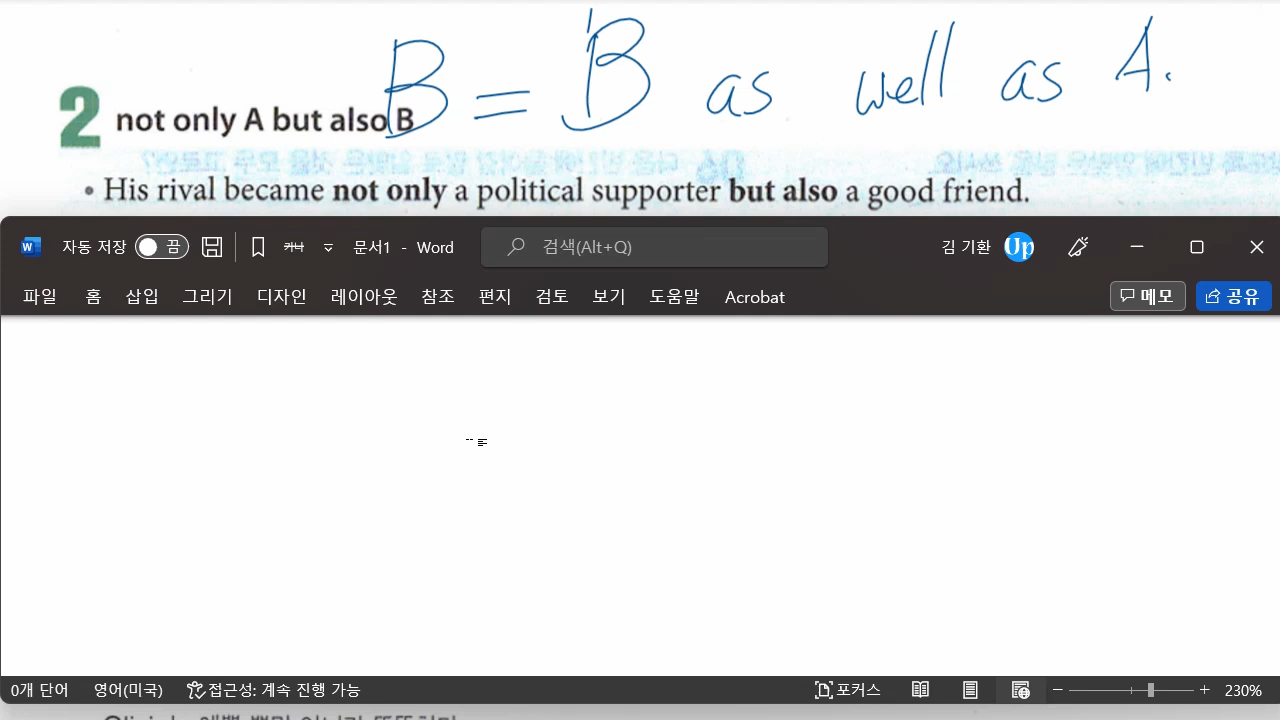 B = B as well as A.
2 not only A but also B
• His rival became not only a political supporter but also a good friend.
자동 저장 끔 문서1 - Word 검색(Alt+Q) 김 기환 Up
파일 홈 삽입 그리기 디자인 레이아웃 참조 편지 검토 보기 도움말 Acrobat 메모 공유
0개 단어 영어(미국) 접근성: 계속 진행 가능 포커스 230%